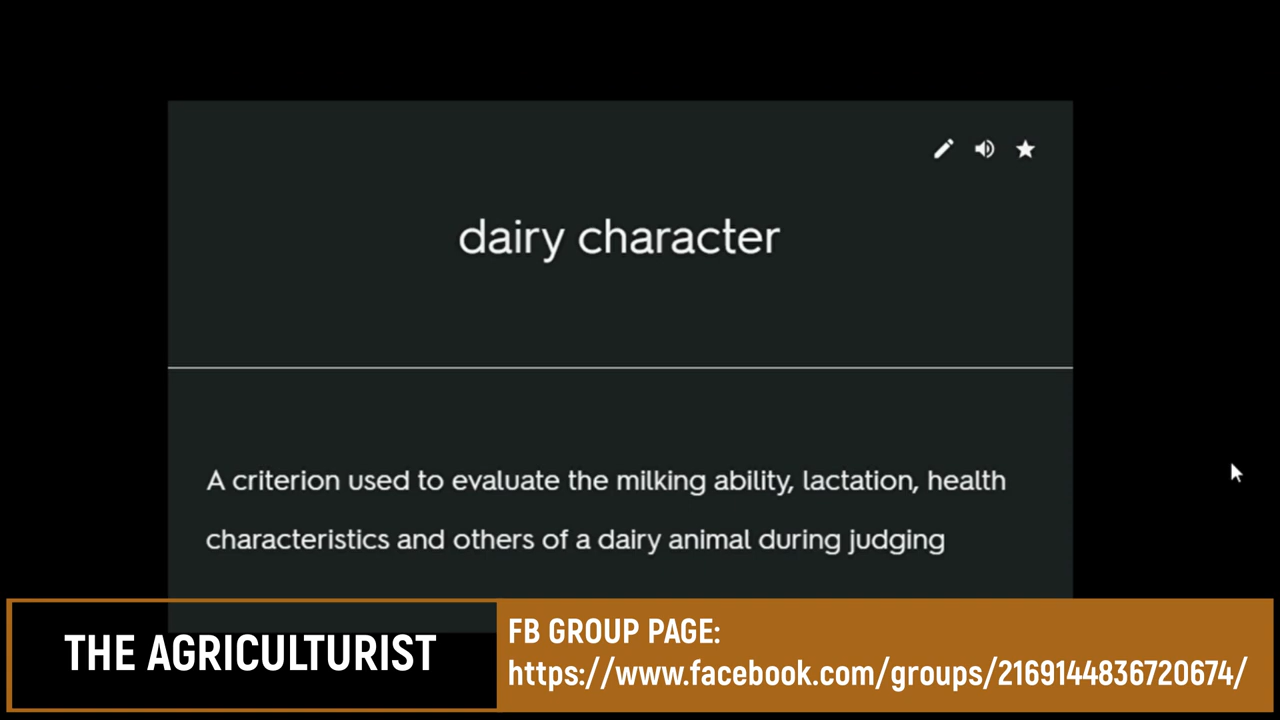 dairy character
A criterion used to evaluate the milking ability, lactation, health
characteristics and others of a dairy animal during judging
THE AGRICULTURIST
FB GROUP PAGE:
https://www.facebook.com/groups/2169144836720674/